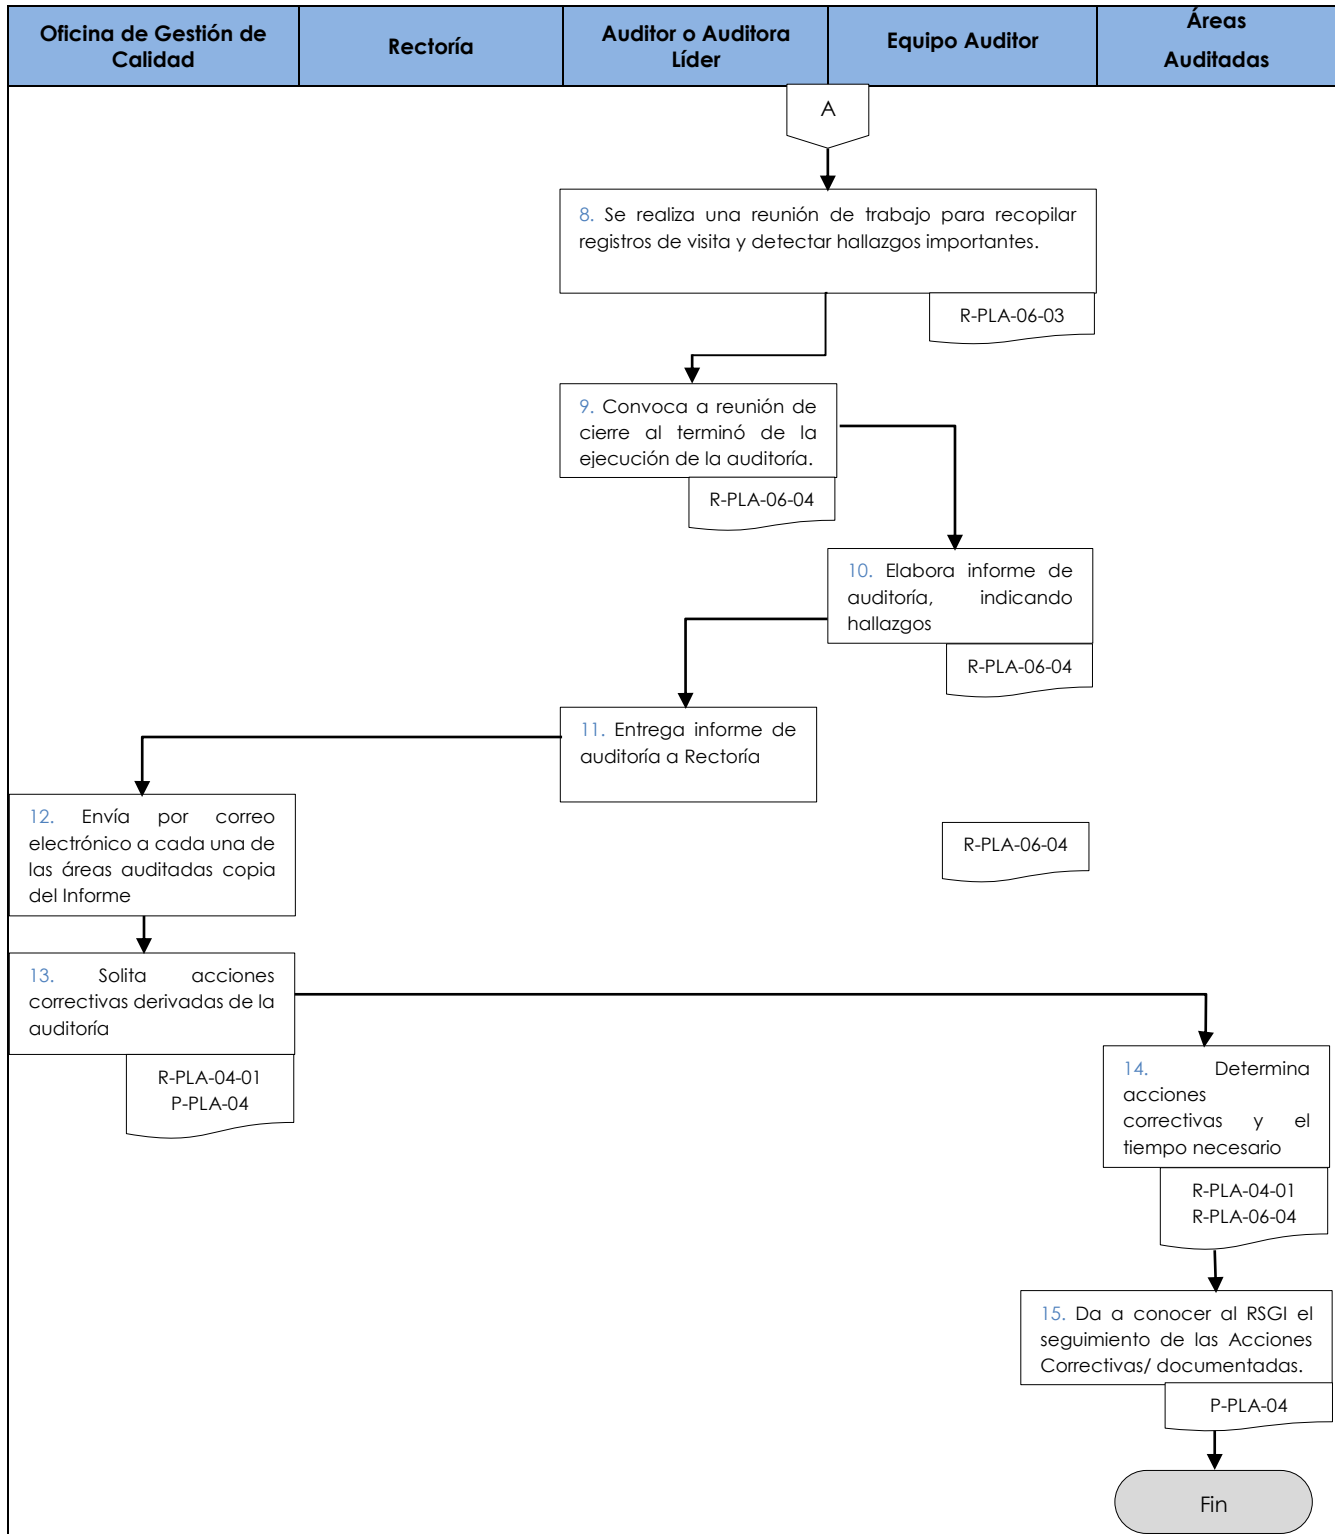 Oficina de Gestión de
Calidad
Rectoría
Auditor o Auditora
Líder
Equipo Auditor
Áreas
Auditadas
A
8. Se realiza una reunión de trabajo para recopilar
registros de visita y detectar hallazgos importantes.
R-PLA-06-03
9. Convoca a reunión de
cierre al terminó de la
ejecución de la auditoría.
R-PLA-06-04
10. Elabora informe de
auditoría, indicando
hallazgos
R-PLA-06-04
11. Entrega informe de
auditoría a Rectoría
12. Envía por correo
electrónico a cada una de
las áreas auditadas copia
del Informe
R-PLA-06-04
13. Solita acciones
correctivas derivadas de la
auditoría
R-PLA-04-01
P-PLA-04
14. Determina
acciones
correctivas y el
tiempo necesario
R-PLA-04-01
R-PLA-06-04
15. Da a conocer al RSGI el
seguimiento de las Acciones
Correctivas/ documentadas.
P-PLA-04
Fin